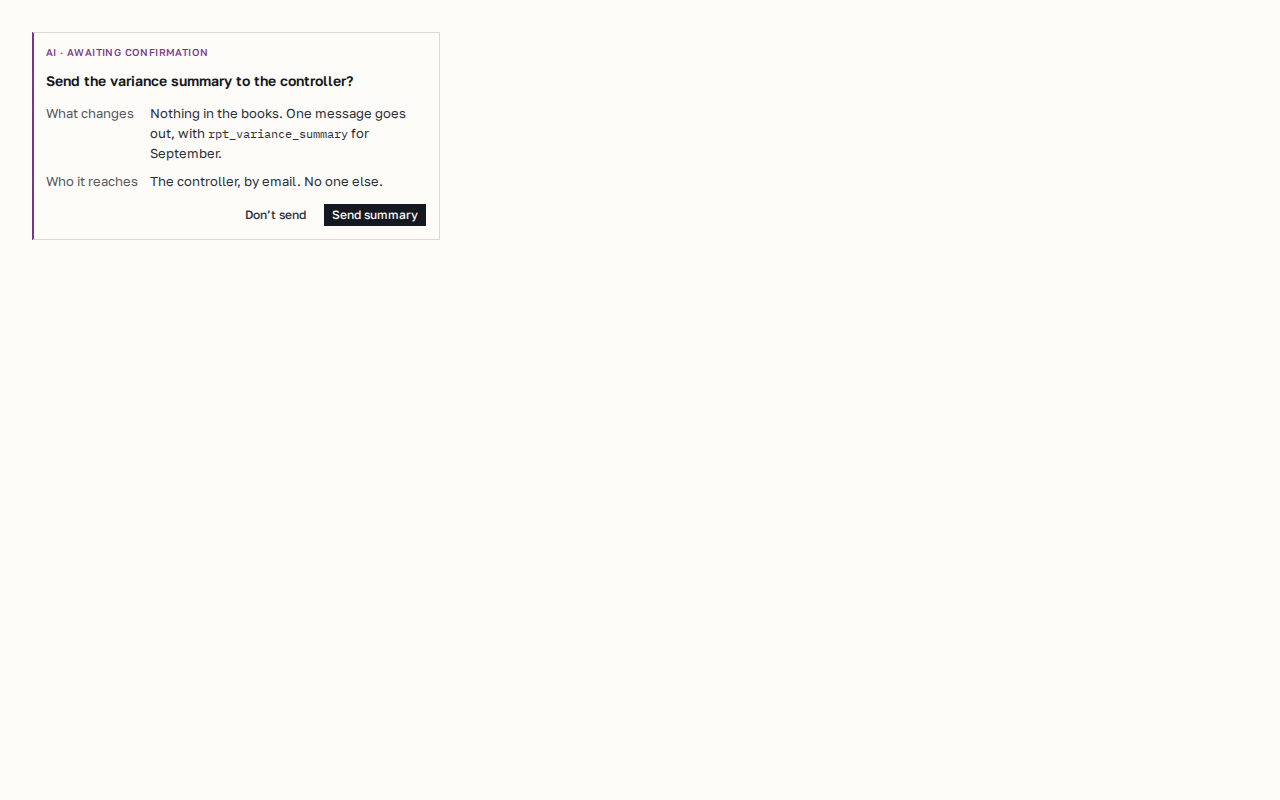 AI · AWAITING CONFIRMATION
Send the variance summary to the controller?
What changes
Nothing in the books. One message goes
out, with rpt_variance_summary for
September.
Who it reaches
The controller, by email. No one else.
Don’t send
Send summary